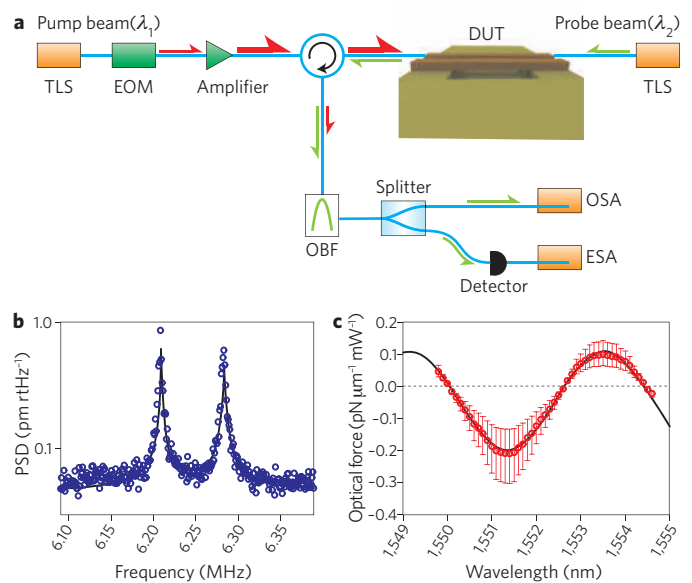 a
Pump beam(λ₁)
DUT
Probe beam(λ₂)
TLS
EOM
Amplifier
TLS
Splitter
OSA
OBF
ESA
Detector
b
PSD (pm rtHz⁻¹)
1.0
0.1
6.10
6.15
6.20
6.25
6.30
6.35
Frequency (MHz)
c
Optical force (pN μm⁻¹ mW⁻¹)
0.2
0.1
0.0
−0.1
−0.2
−0.3
−0.4
1,549
1,550
1,551
1,552
1,553
1,554
1,555
Wavelength (nm)